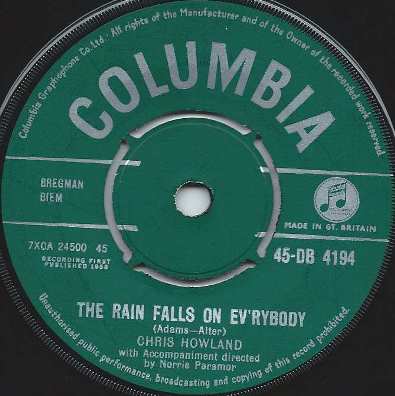 Columbia Graphophone Co. Ltd. · All Rights of the Manufacturer and of the Owner of the recorded work reserved
COLUMBIA
BREGMAN
BIEM
MADE IN GT. BRITAIN
7XCA 24500 45
RECORDING FIRST
PUBLISHED 1958
45-DB 4194
THE RAIN FALLS ON EV'RYBODY
(Adams—Alter)
CHRIS HOWLAND
with Accompaniment directed
by Norrie Paramor
Unauthorised public performance, broadcasting and copying of this record prohibited